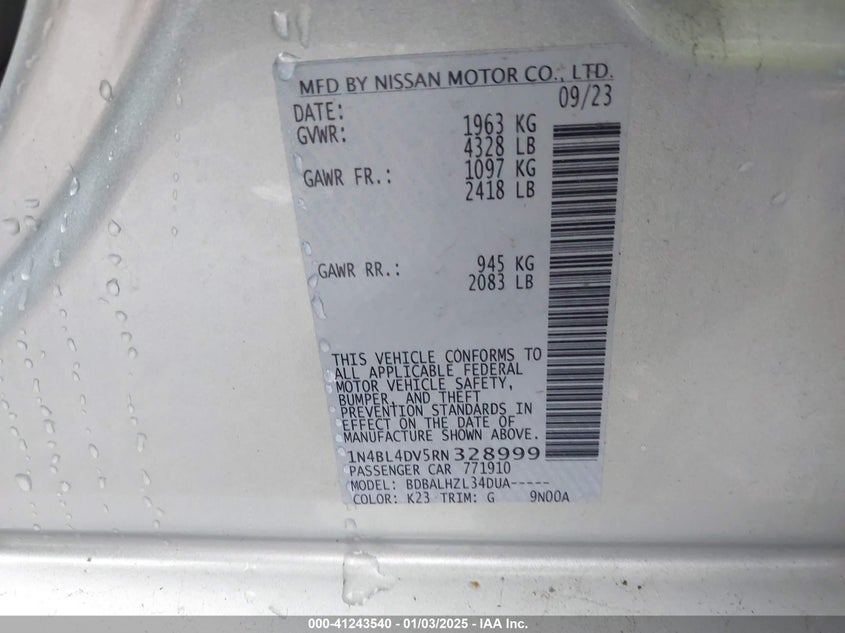 MFD BY NISSAN MOTOR CO., LTD.
DATE: 09/23
GVWR: 1963 KG
4328 LB
GAWR FR.: 1097 KG
2418 LB
GAWR RR.: 945 KG
2083 LB
THIS VEHICLE CONFORMS TO
ALL APPLICABLE FEDERAL
MOTOR VEHICLE SAFETY,
BUMPER, AND THEFT
PREVENTION STANDARDS IN
EFFECT ON THE DATE OF
MANUFACTURE SHOWN ABOVE.
1N4BL4DV5RN328999
PASSENGER CAR 771910
MODEL: BDBALHZL34DUA-----
COLOR: K23 TRIM: G 9N00A
000-41243540 - 01/03/2025 - IAA Inc.